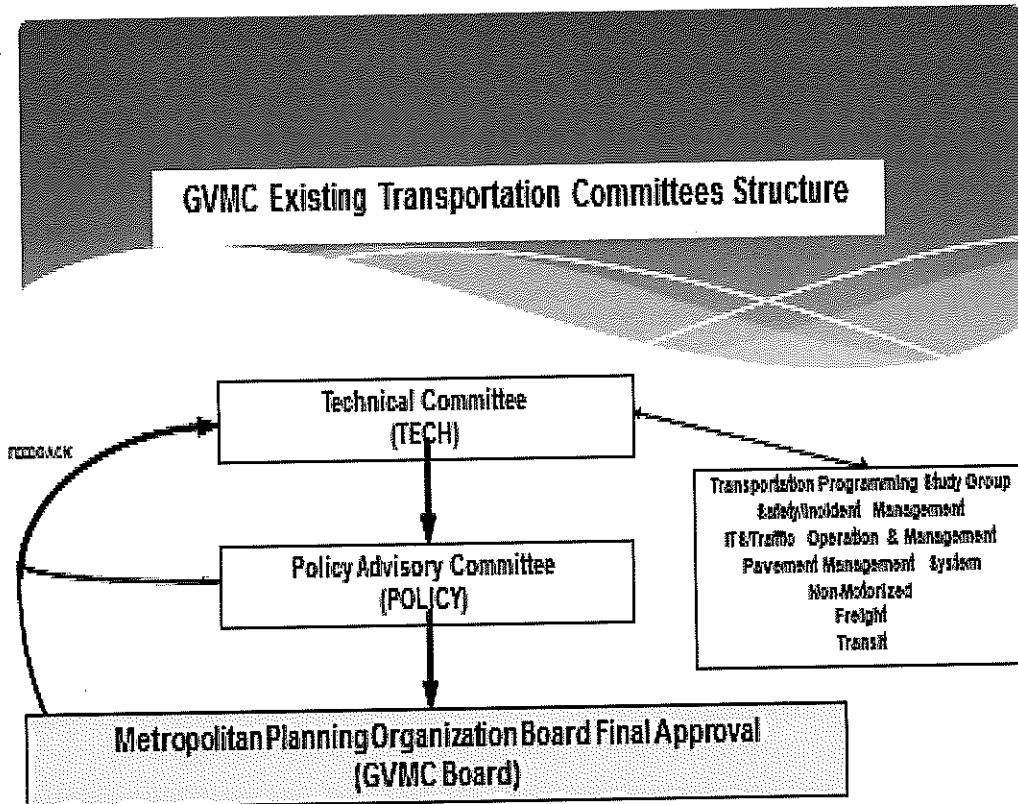 GVMC Existing Transportation Committees Structure
Technical Committee
(TECH)
FEEDBACK
Transportation Programming Study Group
Safety/Incident Management
ITS/Traffic Operation & Management
Pavement Management System
Non-Motorized
Freight
Transit
Policy Advisory Committee
(POLICY)
Metropolitan Planning Organization Board Final Approval
(GVMC Board)